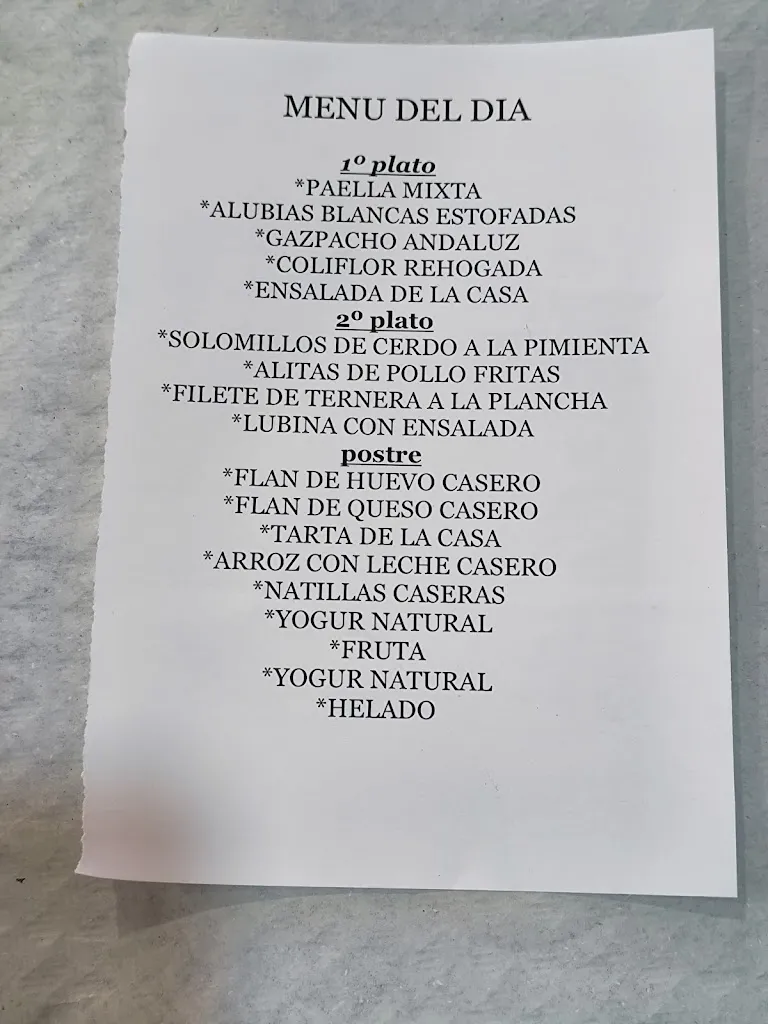 MENU DEL DIA
1º plato
*PAELLA MIXTA
*ALUBIAS BLANCAS ESTOFADAS
*GAZPACHO ANDALUZ
*COLIFLOR REHOGADA
*ENSALADA DE LA CASA
2º plato
*SOLOMILLOS DE CERDO A LA PIMIENTA
*ALITAS DE POLLO FRITAS
*FILETE DE TERNERA A LA PLANCHA
*LUBINA CON ENSALADA
postre
*FLAN DE HUEVO CASERO
*FLAN DE QUESO CASERO
*TARTA DE LA CASA
*ARROZ CON LECHE CASERO
*NATILLAS CASERAS
*YOGUR NATURAL
*FRUTA
*YOGUR NATURAL
*HELADO